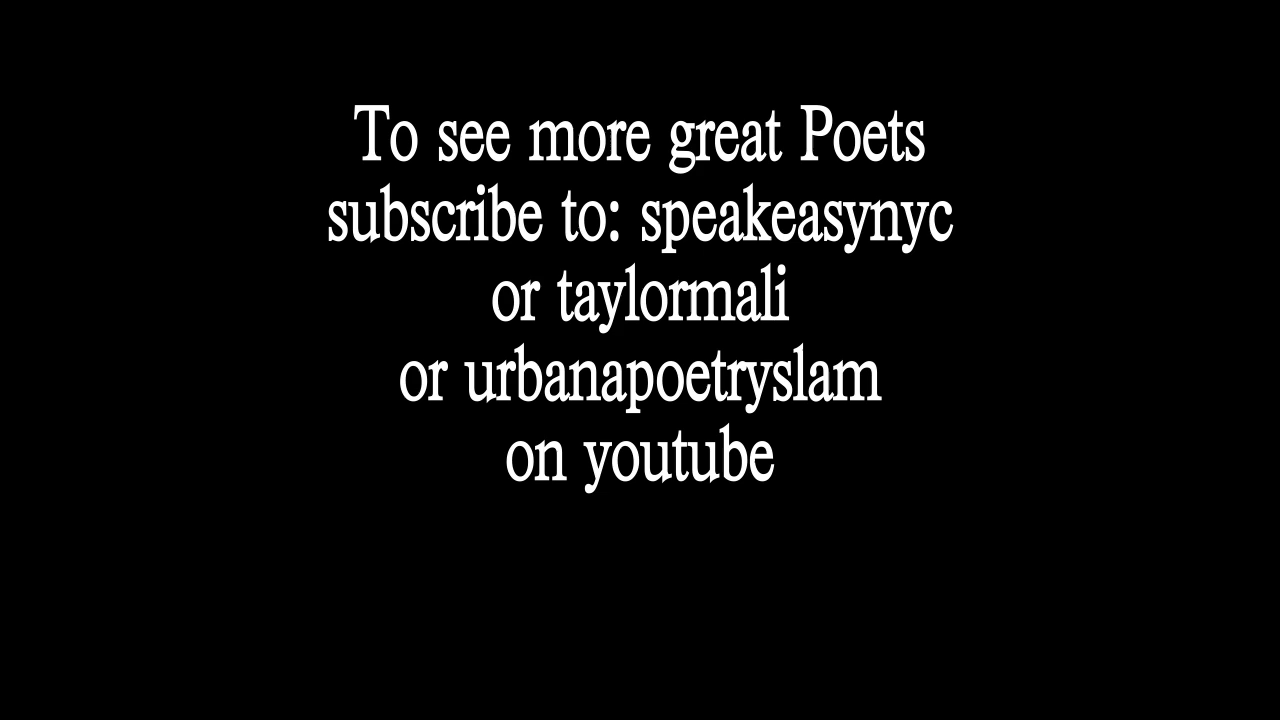 To see more great Poets
subscribe to: speakeasynyc
or taylormali
or urbanapoetryslam
on youtube